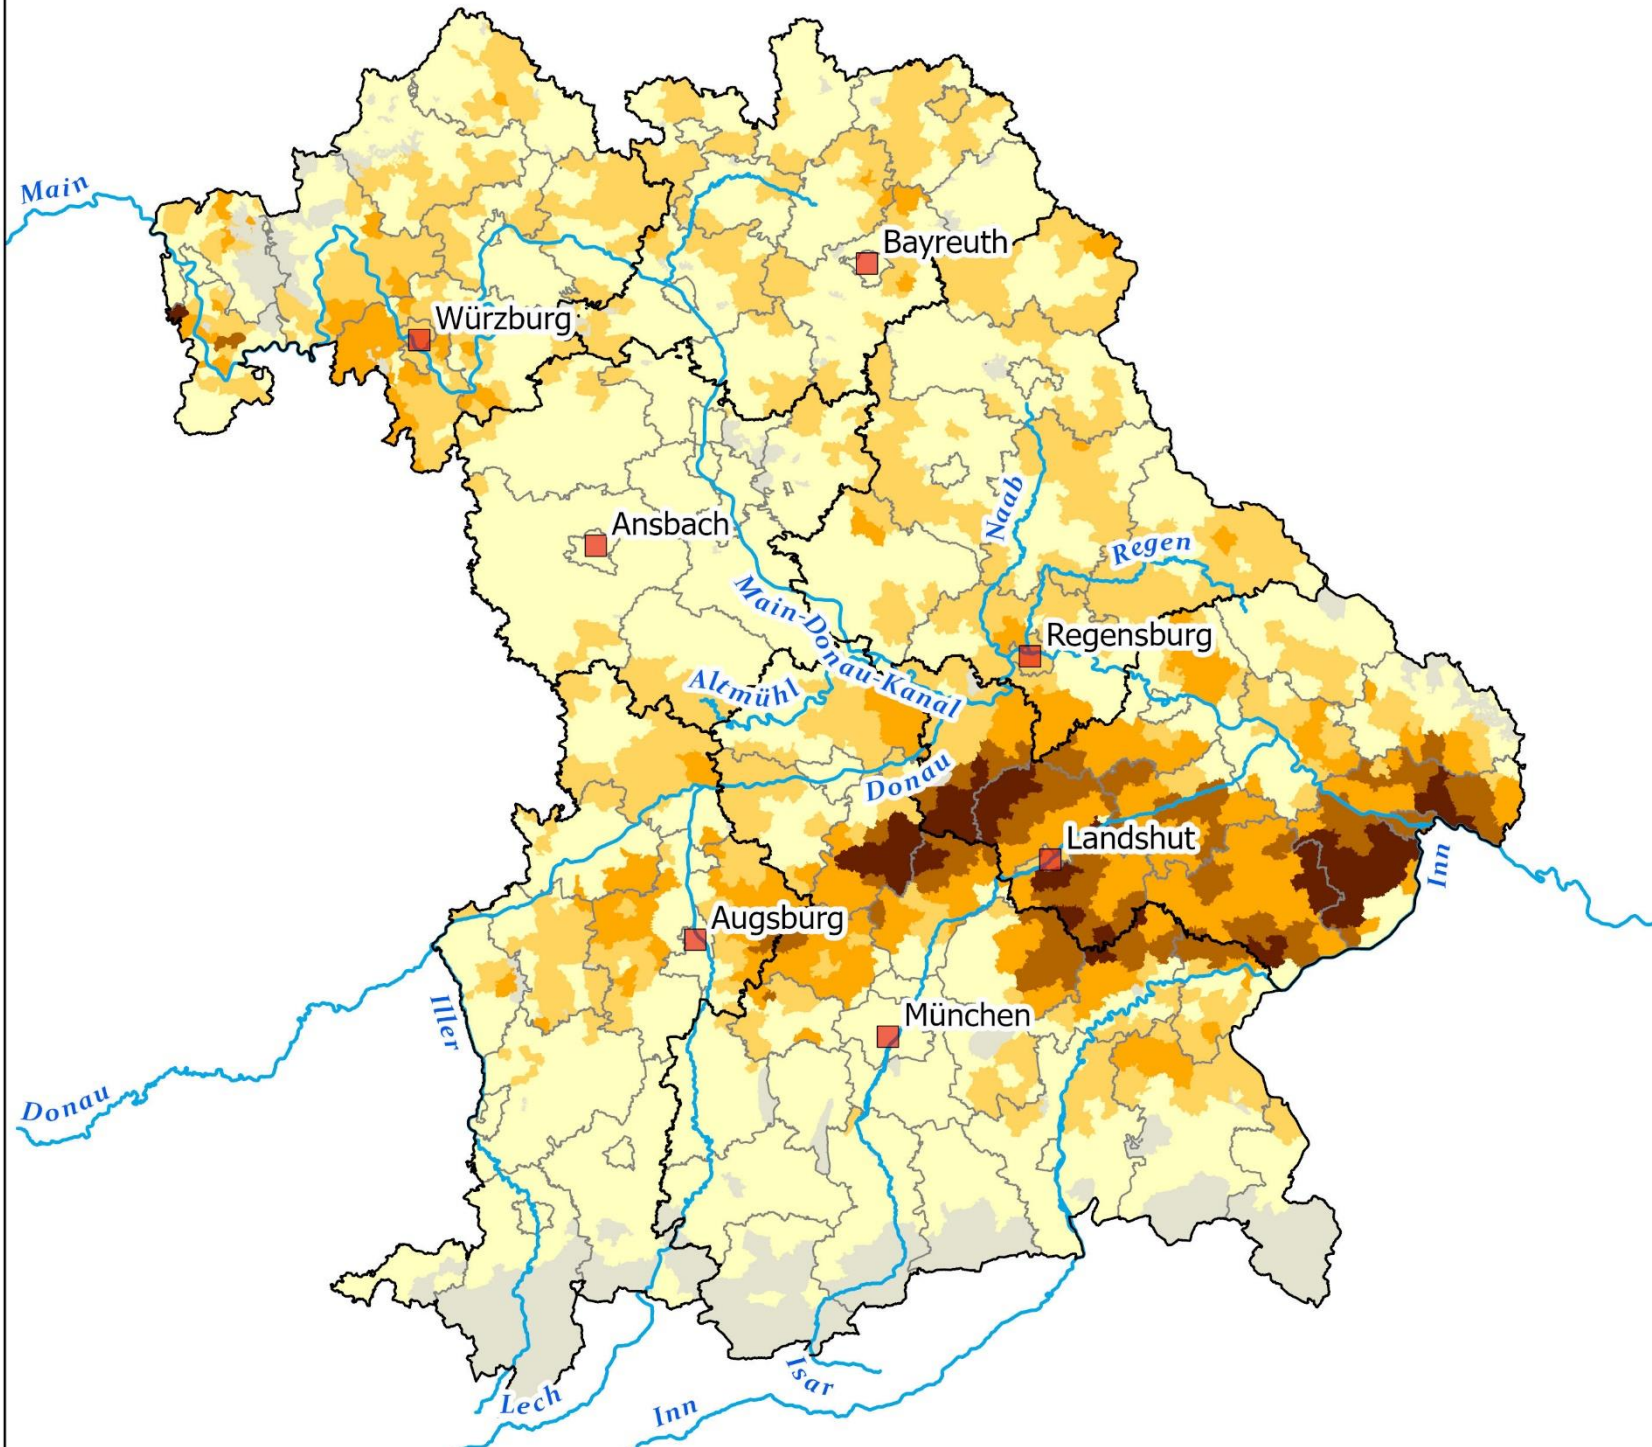 Main
Bayreuth
Würzburg
Naab
Ansbach
Regen
Main-Donau-Kanal
Regensburg
Altmühl
Donau
Landshut
Inn
Augsburg
Iller
München
Donau
Isar
Lech
Inn